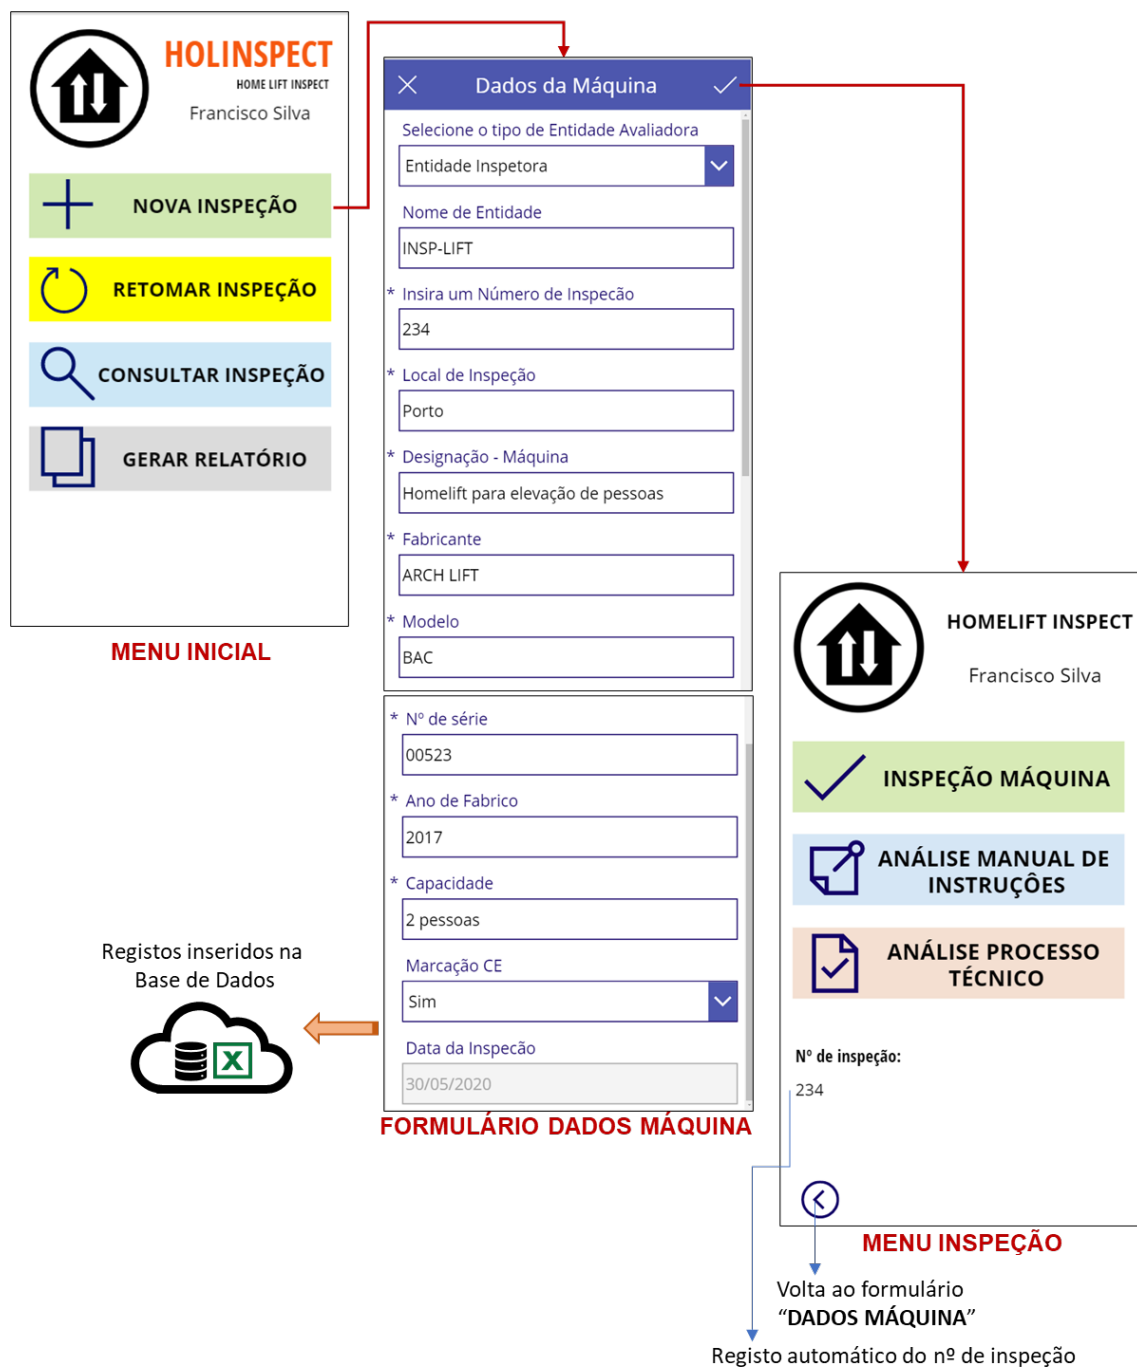 HOLINSPECT
HOME LIFT INSPECT
Francisco Silva
NOVA INSPEÇÃO
RETOMAR INSPEÇÃO
CONSULTAR INSPEÇÃO
GERAR RELATÓRIO
MENU INICIAL
Dados da Máquina
Selecione o tipo de Entidade Avaliadora
Entidade Inspetora
Nome de Entidade
INSP-LIFT
* Insira um Número de Inspecão
234
* Local de Inspeção
Porto
* Designação - Máquina
Homelift para elevação de pessoas
* Fabricante
ARCH LIFT
* Modelo
BAC
* Nº de série
00523
* Ano de Fabrico
2017
* Capacidade
2 pessoas
Marcação CE
Sim
Data da Inspecão
30/05/2020
FORMULÁRIO DADOS MÁQUINA
Registos inseridos na
Base de Dados
X
HOMELIFT INSPECT
Francisco Silva
INSPEÇÃO MÁQUINA
ANÁLISE MANUAL DE
INSTRUÇÔES
ANÁLISE PROCESSO
TÉCNICO
Nº de inspeção:
234
MENU INSPEÇÃO
Volta ao formulário
“DADOS MÁQUINA”
Registo automático do nº de inspeção